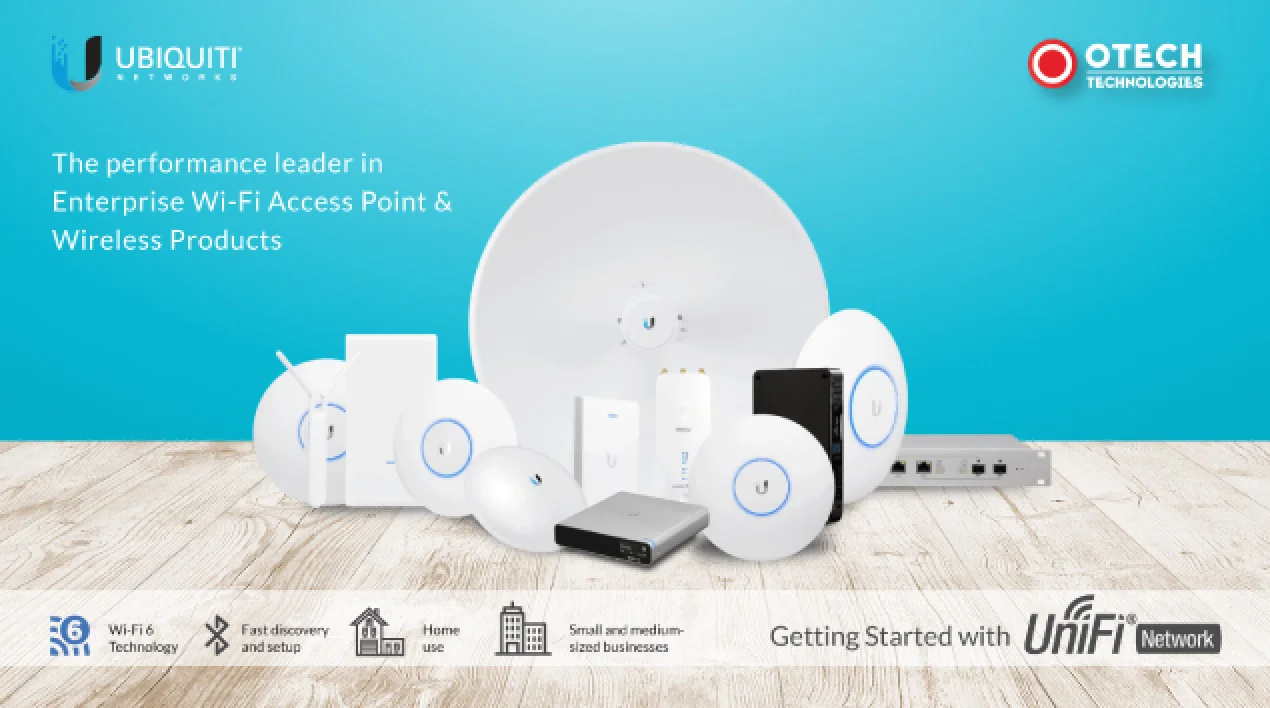 UBIQUITI
NETWORKS
OTECH
TECHNOLOGIES
The performance leader in
Enterprise Wi-Fi Access Point &
Wireless Products
6
Wi-Fi 6
Technology
Fast discovery
and setup
Home
use
Small and medium-
sized businesses
Getting Started with
UniFi®
Network